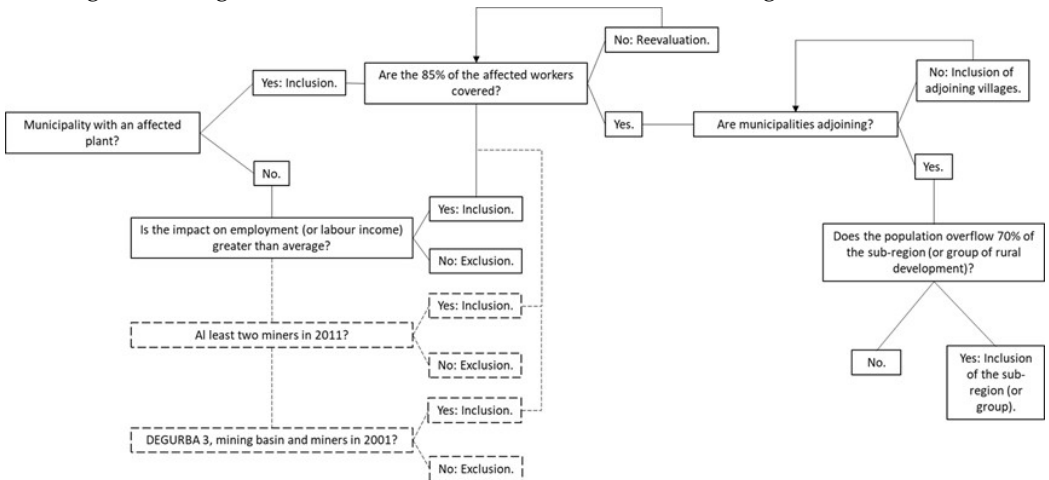 No: Reevaluation.
Are the 85% of the affected workers
covered?
Yes: Inclusion.
No: Inclusion of
adjoining villages.
Municipality with an affected
plant?
Yes.
Are municipalities adjoining?
No.
Yes.
Is the impact on employment (or labour income)
greater than average?
Yes: Inclusion.
No: Exclusion.
Does the population overflow 70% of
the sub-region (or group of rural
development)?
Al least two miners in 2011?
Yes: Inclusion.
No: Exclusion.
No.
Yes: Inclusion
of the sub-
region (or
group).
DEGURBA 3, mining basin and miners in 2001?
Yes: Inclusion.
No: Exclusion.